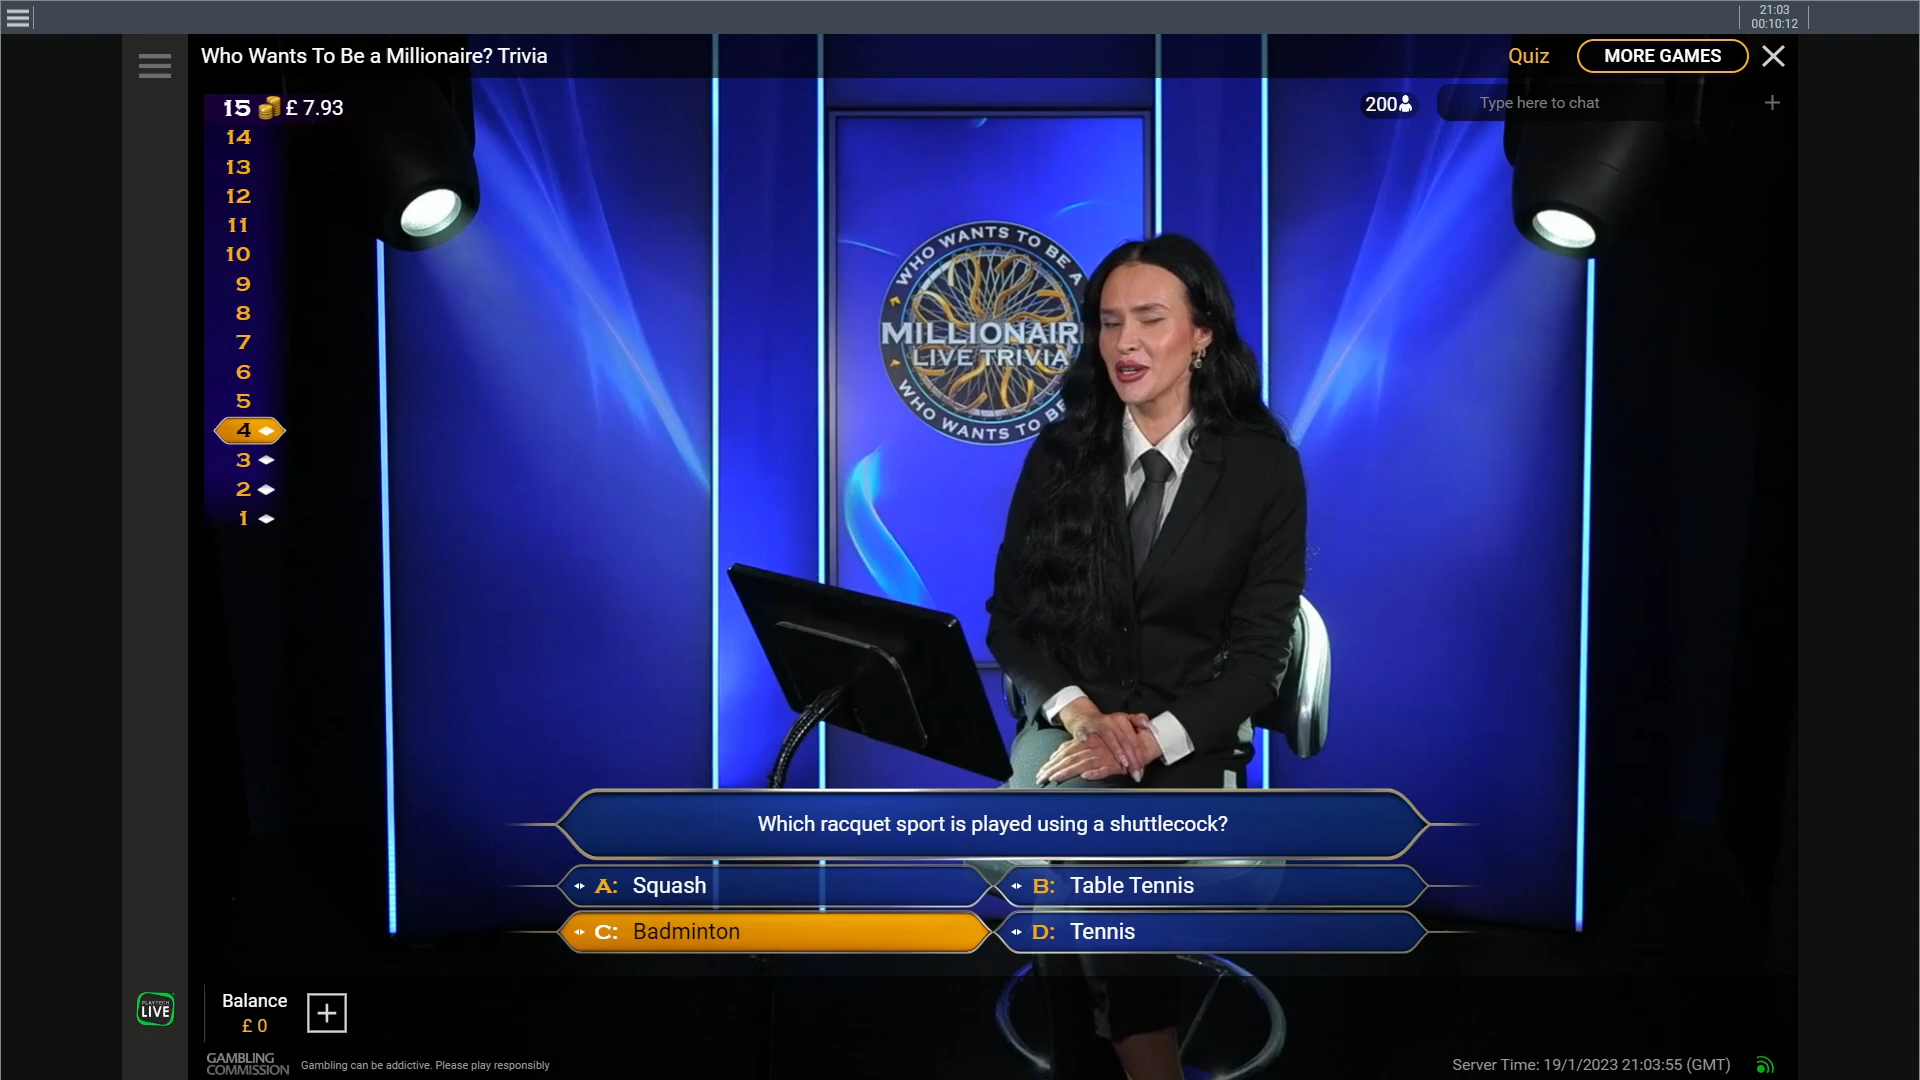 21:03
00:10:12
Who Wants To Be a Millionaire? Trivia
Quiz
MORE GAMES
15 £ 7.93
200
Type here to chat
14
13
12
11
10
9
8
7
6
5
4
3
2
1
WHO WANTS TO BE A
MILLIONAIR
LIVE TRIVIA
WHO WANTS TO BE
Which racquet sport is played using a shuttlecock?
A: Squash
B: Table Tennis
C: Badminton
D: Tennis
PLAYTECH
LIVE
Balance
£ 0
GAMBLING
COMMISSION
Gambling can be addictive. Please play responsibly
Server Time: 19/1/2023 21:03:55 (GMT)